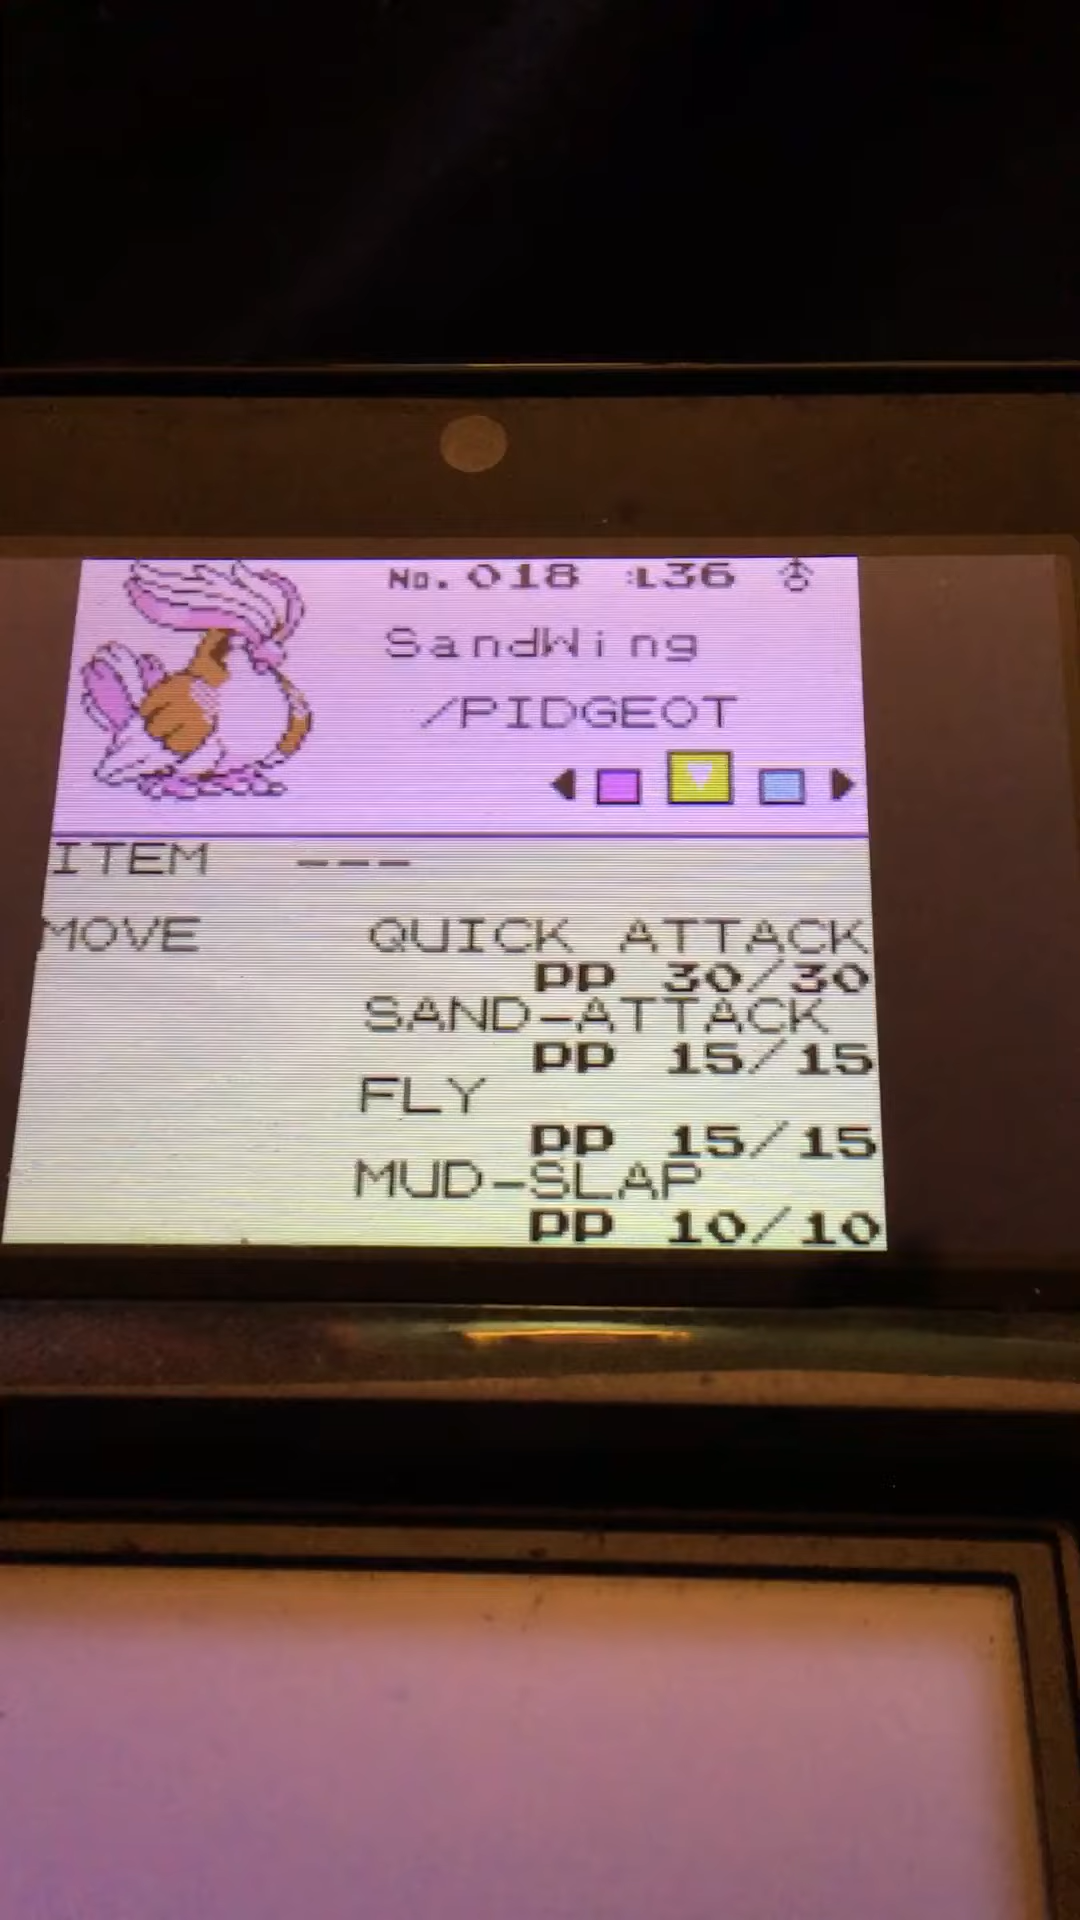 No.018 :L36 ♂
SandWing
/PIDGEOT
ITEM ---
MOVE QUICK ATTACK
PP 30/30
SAND-ATTACK
PP 15/15
FLY
PP 15/15
MUD-SLAP
PP 10/10